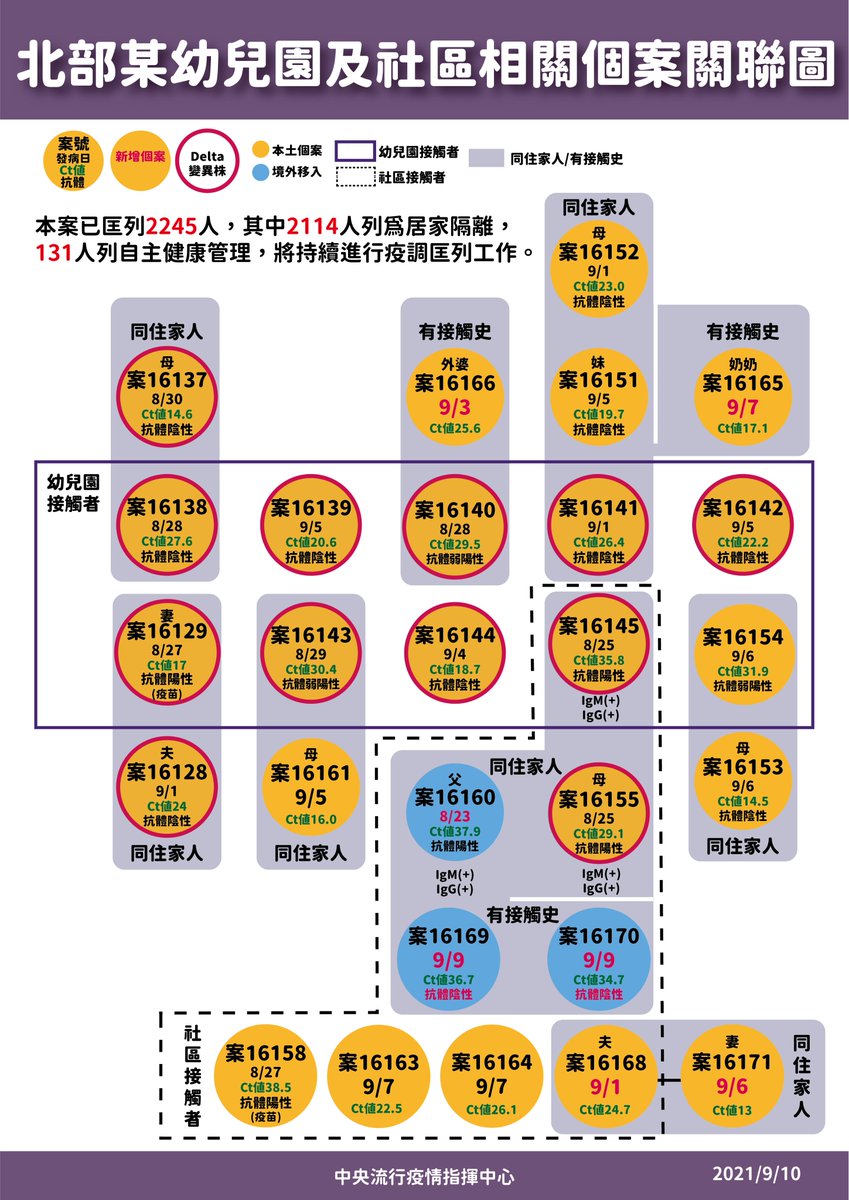 北部某幼兒園及社區相關個案關聯圖
案號
發病日
Ct值
抗體
新增個案
Delta
變異株
本土個案
境外移入
幼兒園接觸者
社區接觸者
同住家人/有接觸史
本案已匡列2245人，其中2114人列爲居家隔離，
131人列自主健康管理，將持續進行疫調匡列工作。
同住家人
母
案16152
9/1
Ct值23.0
抗體陰性
同住家人
母
案16137
8/30
Ct值14.6
抗體陰性
有接觸史
外婆
案16166
9/3
Ct值25.6
妹
案16151
9/5
Ct值19.7
抗體陰性
有接觸史
奶奶
案16165
9/7
Ct值17.1
幼兒園
接觸者
案16138
8/28
Ct值27.6
抗體陰性
案16139
9/5
Ct值20.6
抗體陰性
案16140
8/28
Ct值29.5
抗體弱陽性
案16141
9/1
Ct值26.4
抗體陰性
案16142
9/5
Ct值22.2
抗體陰性
妻
案16129
8/27
Ct值17
抗體陽性
(疫苗)
案16143
8/29
Ct值30.4
抗體弱陽性
案16144
9/4
Ct值18.7
抗體陰性
案16145
8/25
Ct值35.8
抗體陽性
IgM(+)
IgG(+)
案16154
9/6
Ct值31.9
抗體弱陽性
夫
案16128
9/1
Ct值24
抗體陰性
同住家人
母
案16161
9/5
Ct值16.0
同住家人
同住家人
父
案16160
8/23
Ct值37.9
抗體陽性
IgM(+)
IgG(+)
母
案16155
8/25
Ct值29.1
抗體陽性
IgM(+)
IgG(+)
母
案16153
9/6
Ct值14.5
抗體陰性
同住家人
有接觸史
案16169
9/9
Ct值36.7
抗體陰性
案16170
9/9
Ct值34.7
抗體陰性
社區接觸者
案16158
8/27
Ct值38.5
抗體陽性
(疫苗)
案16163
9/7
Ct值22.5
案16164
9/7
Ct值26.1
夫
案16168
9/1
Ct值24.7
妻
案16171
9/6
Ct值13
同住家人
中央流行疫情指揮中心
2021/9/10